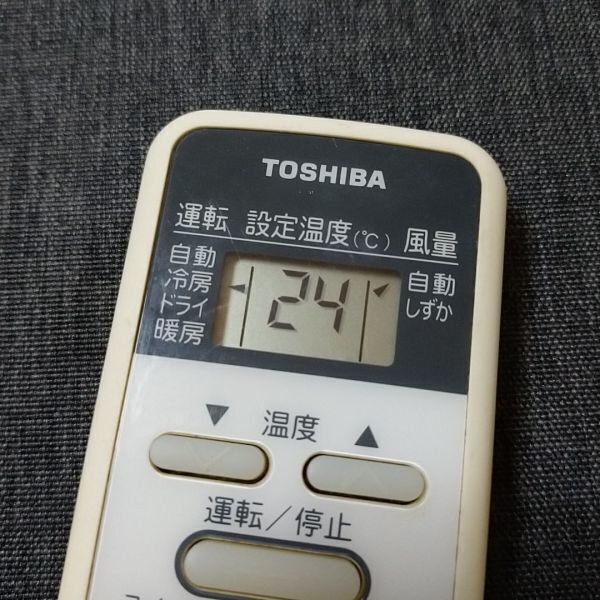 TOSHIBA
運転 設定温度(℃) 風量
自動
冷房
ドライ
暖房
24
自動
しずか
▼ 温度 ▲
運転／停止